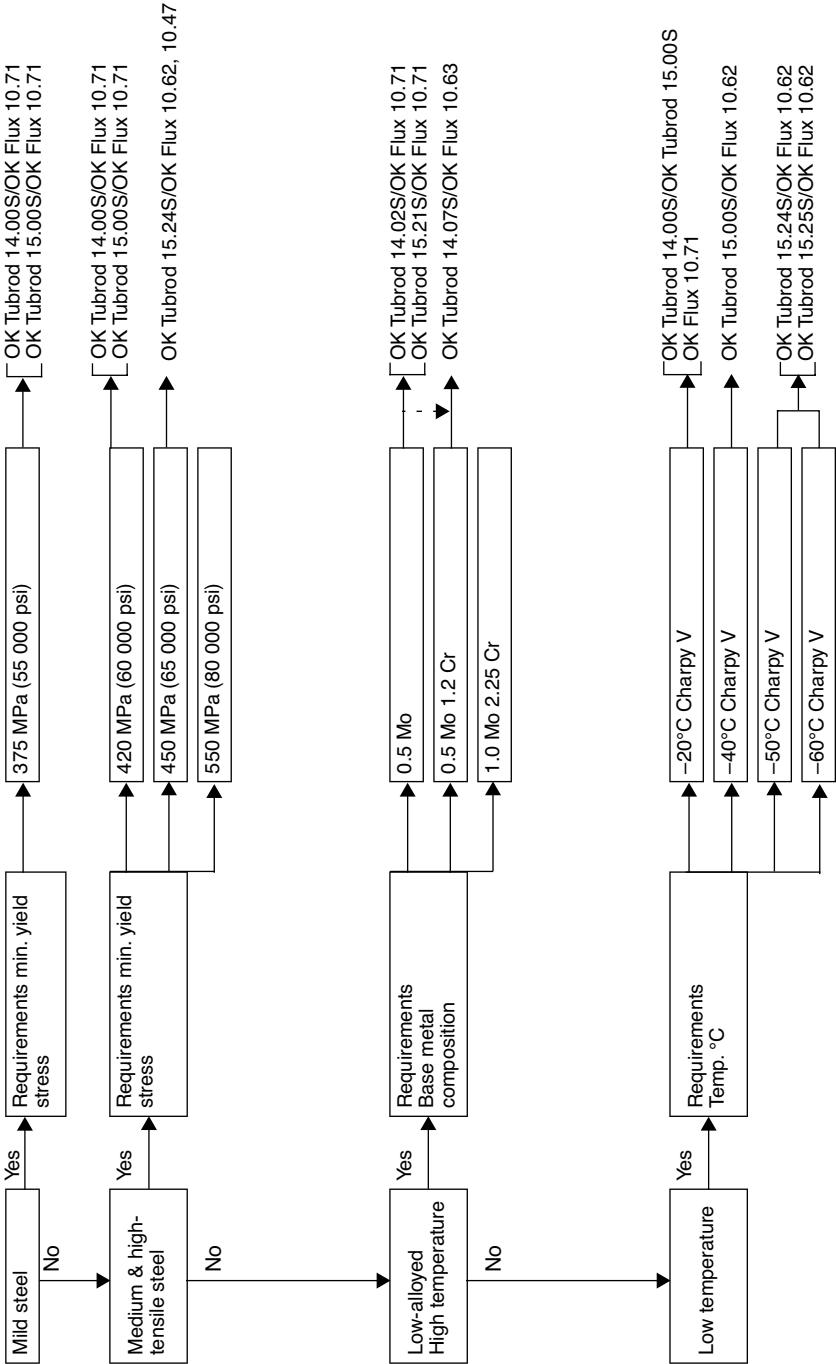 Mild steel
Yes
No
Requirements min. yield
stress
375 MPa (55 000 psi)
OK Tubrod 14.00S/OK Flux 10.71
OK Tubrod 15.00S/OK Flux 10.71
Medium & high-
tensile steel
Yes
No
Requirements min. yield
stress
420 MPa (60 000 psi)
450 MPa (65 000 psi)
550 MPa (80 000 psi)
OK Tubrod 14.00S/OK Flux 10.71
OK Tubrod 15.00S/OK Flux 10.71
OK Tubrod 15.24S/OK Flux 10.62, 10.47
Low-alloyed
High temperature
Yes
No
Requirements
Base metal
composition
0.5 Mo
0.5 Mo 1.2 Cr
1.0 Mo 2.25 Cr
OK Tubrod 14.02S/OK Flux 10.71
OK Tubrod 15.21S/OK Flux 10.71
OK Tubrod 14.07S/OK Flux 10.63
Low temperature
Yes
Requirements
Temp. °C
–20°C Charpy V
–40°C Charpy V
–50°C Charpy V
–60°C Charpy V
OK Tubrod 14.00S/OK Tubrod 15.00S
OK Flux 10.71
OK Tubrod 15.00S/OK Flux 10.62
OK Tubrod 15.24S/OK Flux 10.62
OK Tubrod 15.25S/OK Flux 10.62